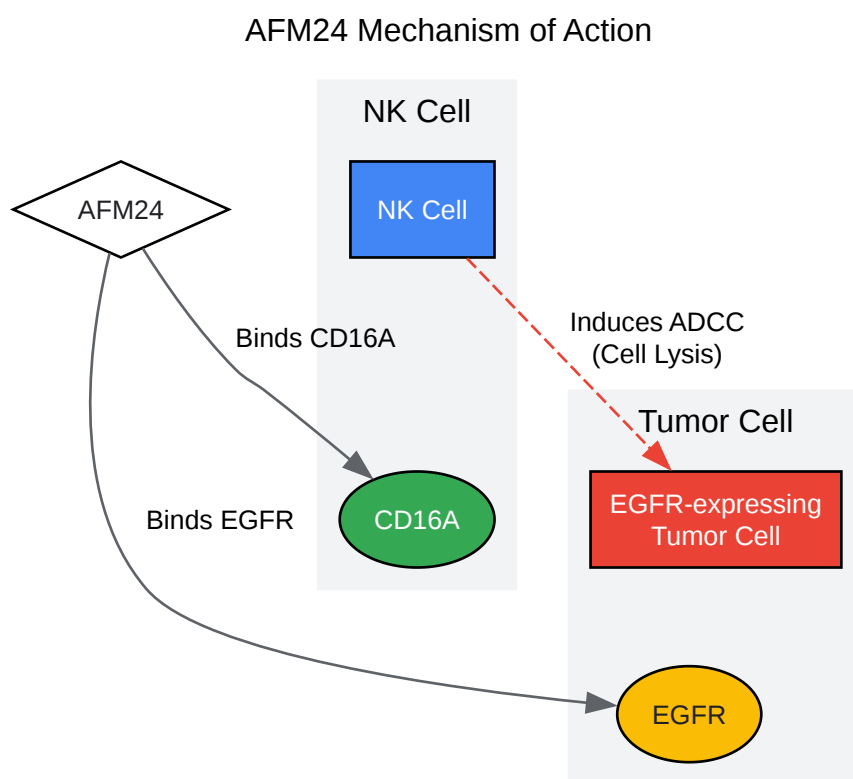 AFM24 Mechanism of Action
NK Cell
AFM24
NK Cell
Binds CD16A
Induces ADCC
(Cell Lysis)
Tumor Cell
Binds EGFR
CD16A
EGFR-expressing
Tumor Cell
EGFR